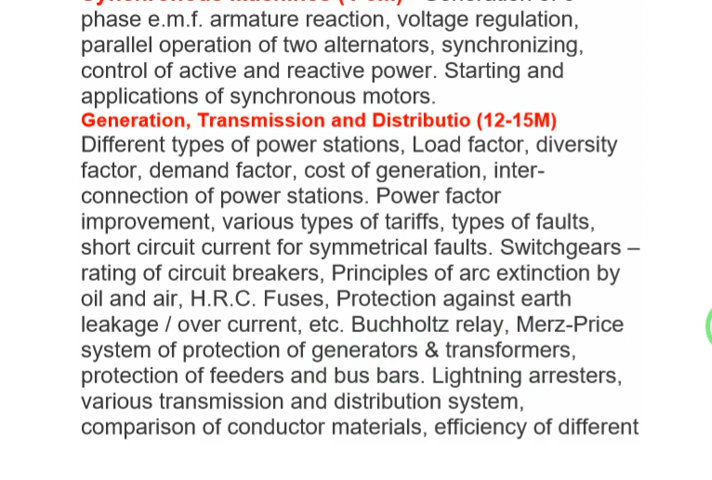 phase e.m.f. armature reaction, voltage regulation,
parallel operation of two alternators, synchronizing,
control of active and reactive power. Starting and
applications of synchronous motors.
Generation, Transmission and Distributio (12-15M)
Different types of power stations, Load factor, diversity
factor, demand factor, cost of generation, inter-
connection of power stations. Power factor
improvement, various types of tariffs, types of faults,
short circuit current for symmetrical faults. Switchgears –
rating of circuit breakers, Principles of arc extinction by
oil and air, H.R.C. Fuses, Protection against earth
leakage / over current, etc. Buchholtz relay, Merz-Price
system of protection of generators & transformers,
protection of feeders and bus bars. Lightning arresters,
various transmission and distribution system,
comparison of conductor materials, efficiency of different